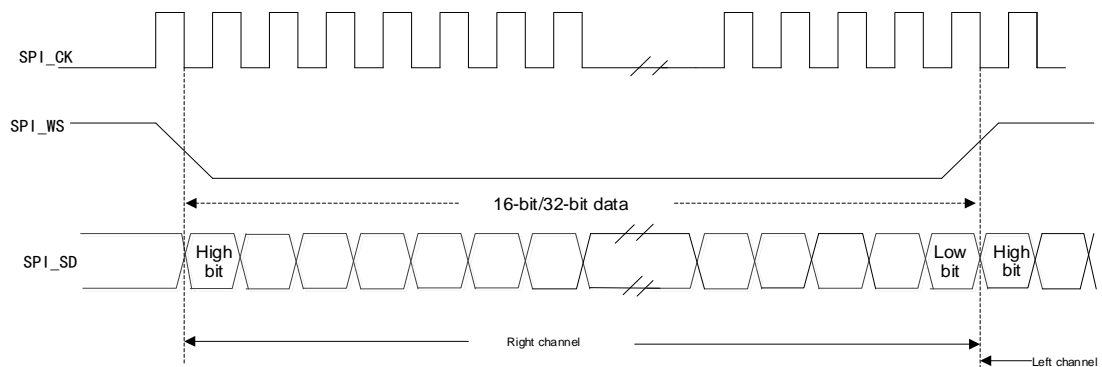 SPI_CK
SPI_WS
16-bit/32-bit data
SPI_SD
High
bit
Low
bit
High
bit
Right channel
Left channel